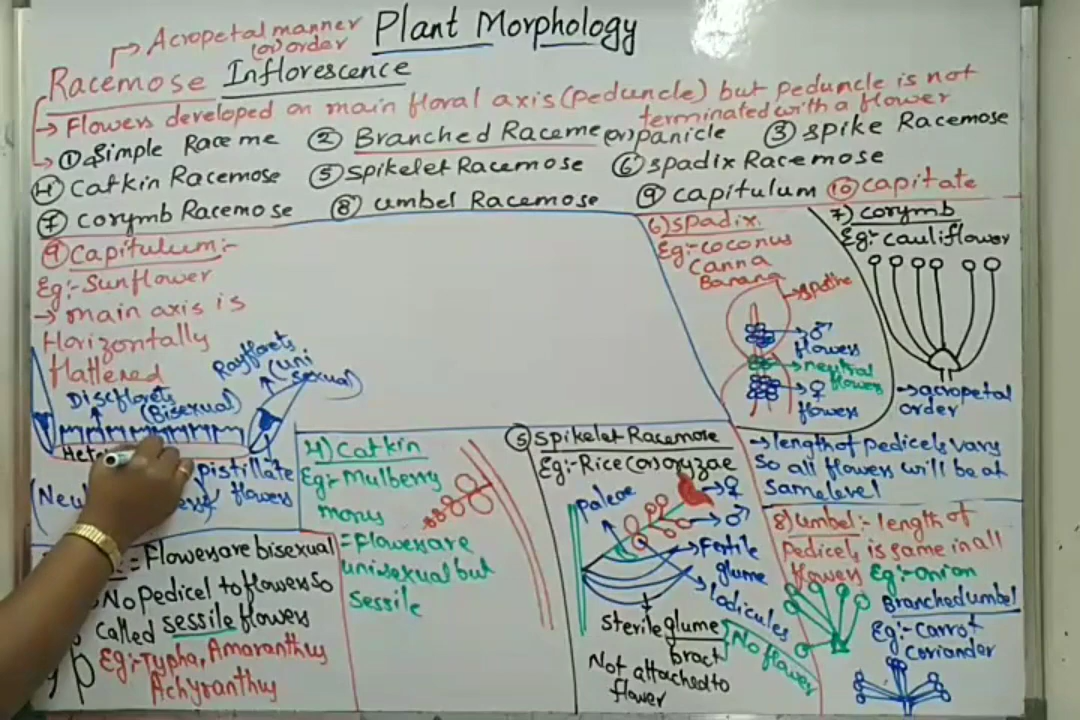 Plant Morphology
Acropetal manner
(or) order
Racemose Inflorescence
→ Flowers developed on main floral axis (peduncle) but peduncle is not
terminated with a flower
→ ① Simple Raceme ② Branched Raceme (or) panicle ③ Spike Racemose
④ Catkin Racemose ⑤ Spikelet Racemose ⑥ Spadix Racemose
⑦ Corymb Racemose ⑧ umbel Racemose ⑨ capitulum ⑩ capitate
⑨ Capitulum:-
Eg:- Sunflower
→ main axis is
Horizontally
flattened
Rayflorets
(uni
sexual)
Discflorets
(Bisexual)
Hete
pistillate
(Neu
flowers
= Flowers are bisexual
No Pedicel to flowers so
called sessile flowers
Eg:- Typha, Amaranthus
Achyranthus
4) Catkin
Eg:- Mulberry
morus
= Flowers are
unisexual but
Sessile
⑤ Spikelet Racemose
Eg:- Rice (or) oryzae
paleae
♀
♂
Fertile
glume
lodicules
Sterile glume
bract
No flower
Not attached to
flower
6) Spadix.
Eg:- coconus
Canna
Banana
spathe
♂
flowers
neutral
flowers
♀
flowers
7) corymb
Eg:- cauliflower
→ acropetal
order
→ length of pedicels vary
So all flowers will be at
same level
8) umbel:- length of
Pedicels is same in all
flowers Eg:- onion
Branched umbel
Eg:- Carrot
Coriander